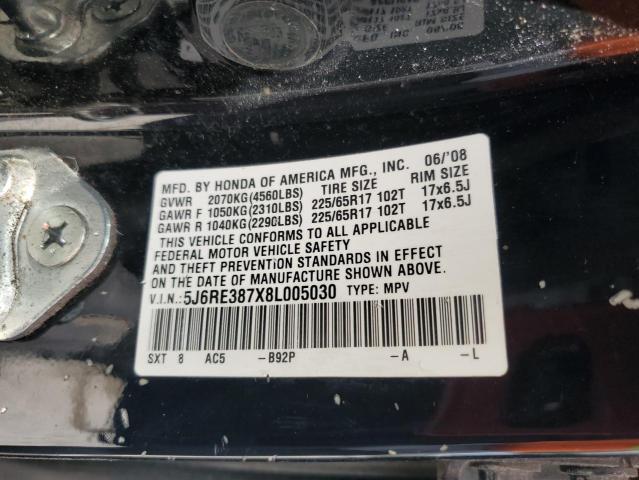 MFD. BY HONDA OF AMERICA MFG., INC. 06/'08
GVWR 2070KG(4560LBS) TIRE SIZE RIM SIZE
GAWR F 1050KG(2310LBS) 225/65R17 102T 17x6.5J
GAWR R 1040KG(2290LBS) 225/65R17 102T 17x6.5J
THIS VEHICLE CONFORMS TO ALL APPLICABLE
FEDERAL MOTOR VEHICLE SAFETY
AND THEFT PREVENTION STANDARDS IN EFFECT
ON THE DATE OF MANUFACTURE SHOWN ABOVE.
V.I.N.: 5J6RE387X8L005030 TYPE: MPV
SXT 8 AC5 -B92P -A -L